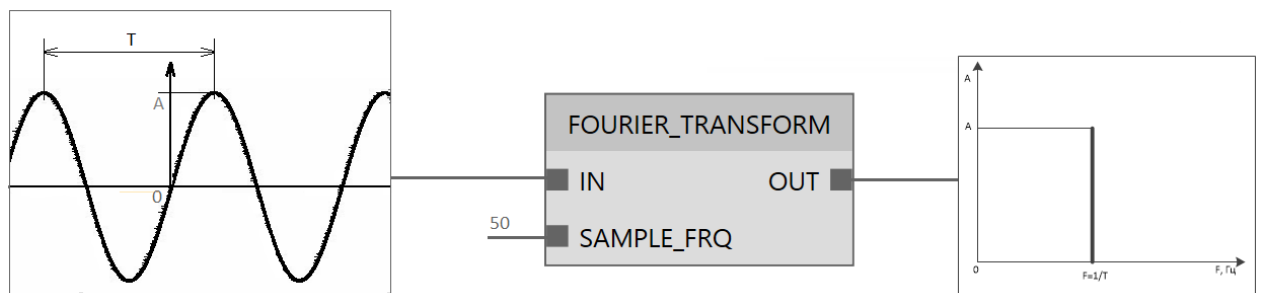 T
A
0
50
FOURIER_TRANSFORM
IN
OUT
SAMPLE_FRQ
A
A
0
F=1/T
F, Гц